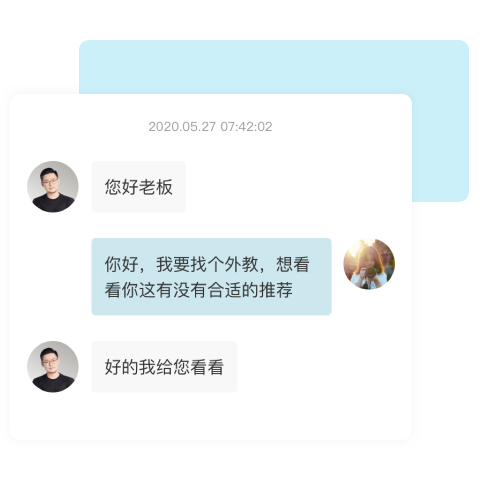 2020.05.27 07:42:02
您好老板
你好，我要找个外教，想看
看你这有没有合适的推荐
好的我给您看看